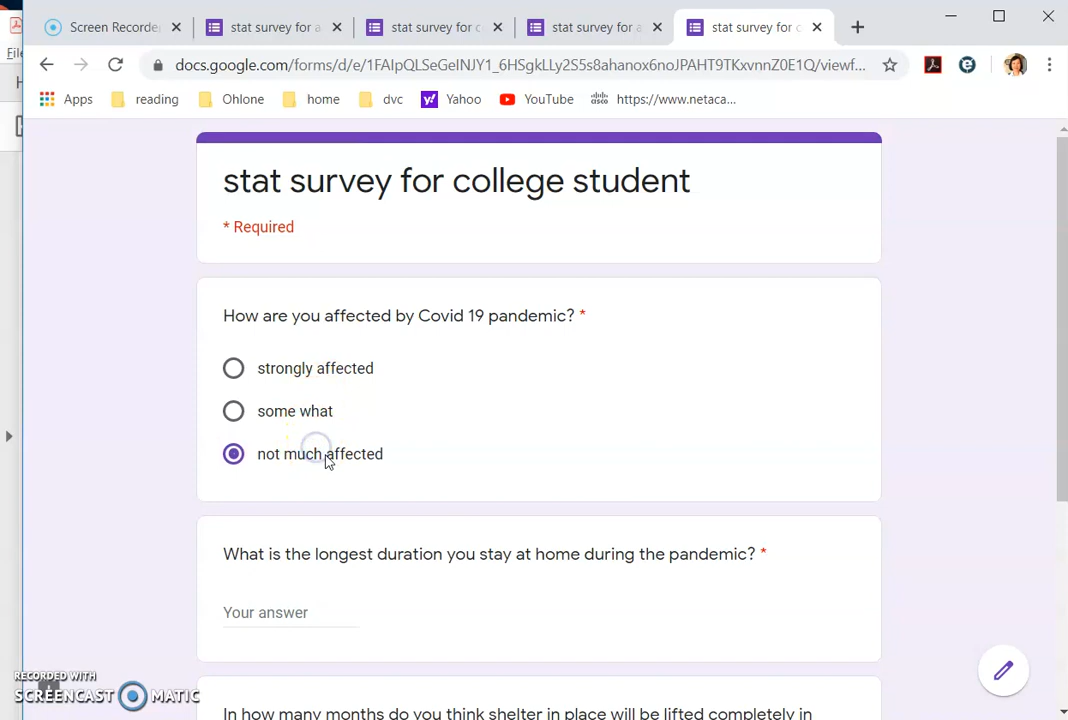 Screen Recorde
stat survey for a
stat survey for c
stat survey for a
stat survey for c
docs.google.com/forms/d/e/1FAIpQLSeGeINJY1_6HSgkLLy2S5s8ahanox6noJPAHT9TKxvnnZ0E1Q/viewf...
File
Apps
reading
Ohlone
home
dvc
Yahoo
YouTube
cisco
https://www.netaca...
stat survey for college student
* Required
How are you affected by Covid 19 pandemic? *
strongly affected
some what
not much affected
What is the longest duration you stay at home during the pandemic? *
Your answer
In how many months do you think shelter in place will be lifted completely in
RECORDED WITH
SCREENCAST MATIC